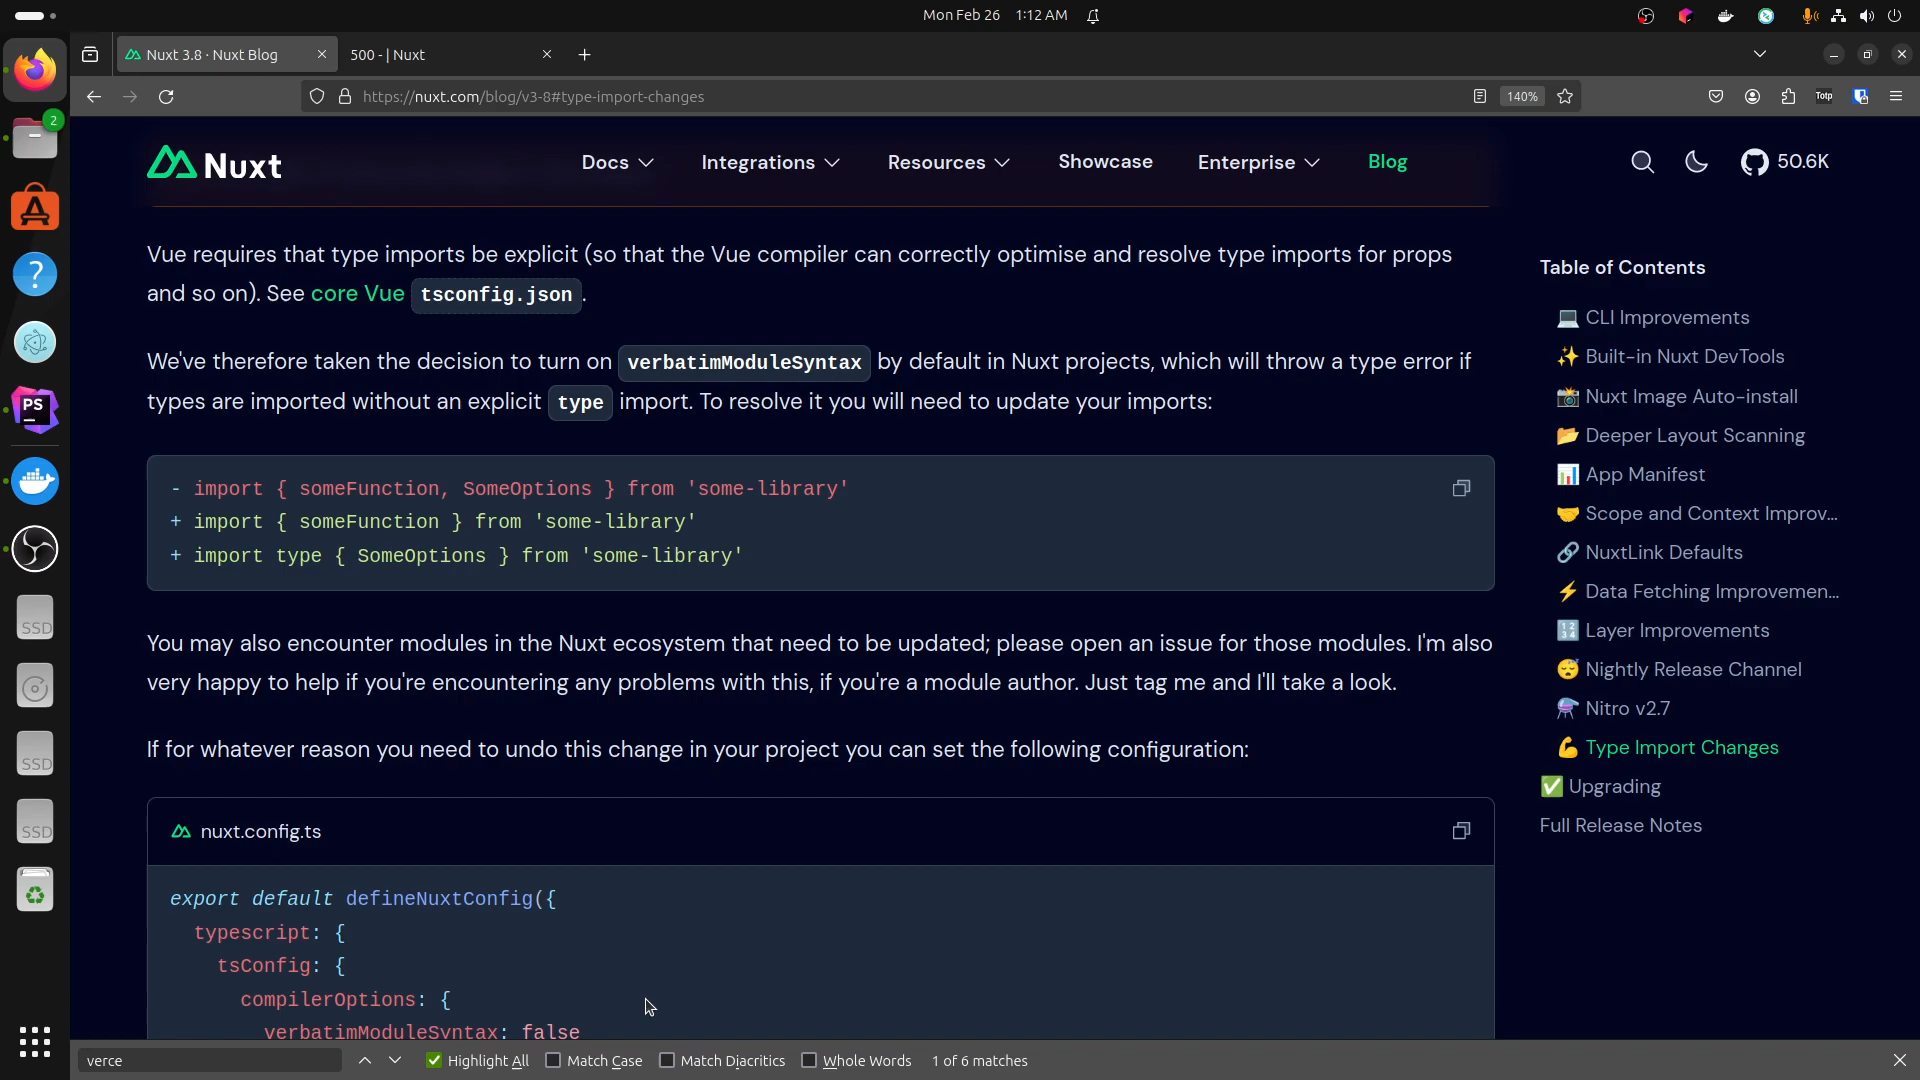 Mon Feb 26 1:12 AM
Nuxt 3.8 · Nuxt Blog
500 - | Nuxt
https://nuxt.com/blog/v3-8#type-import-changes
140%
Totp
2
Nuxt
Docs
Integrations
Resources
Showcase
Enterprise
Blog
50.6K
Vue requires that type imports be explicit (so that the Vue compiler can correctly optimise and resolve type imports for props
and so on). See core Vue tsconfig.json .
We've therefore taken the decision to turn on verbatimModuleSyntax by default in Nuxt projects, which will throw a type error if
types are imported without an explicit type import. To resolve it you will need to update your imports:
- import { someFunction, SomeOptions } from 'some-library'
+ import { someFunction } from 'some-library'
+ import type { SomeOptions } from 'some-library'
You may also encounter modules in the Nuxt ecosystem that need to be updated; please open an issue for those modules. I'm also
very happy to help if you're encountering any problems with this, if you're a module author. Just tag me and I'll take a look.
If for whatever reason you need to undo this change in your project you can set the following configuration:
nuxt.config.ts
export default defineNuxtConfig({
typescript: {
tsConfig: {
compilerOptions: {
verbatimModuleSyntax: false
Table of Contents
💻 CLI Improvements
✨ Built-in Nuxt DevTools
📸 Nuxt Image Auto-install
📂 Deeper Layout Scanning
📊 App Manifest
🤝 Scope and Context Improv...
🔗 NuxtLink Defaults
⚡ Data Fetching Improvemen...
🔢 Layer Improvements
😴 Nightly Release Channel
⚗️ Nitro v2.7
💪 Type Import Changes
✅ Upgrading
Full Release Notes
PS
SSD
SSD
SSD
verce
Highlight All
Match Case
Match Diacritics
Whole Words
1 of 6 matches